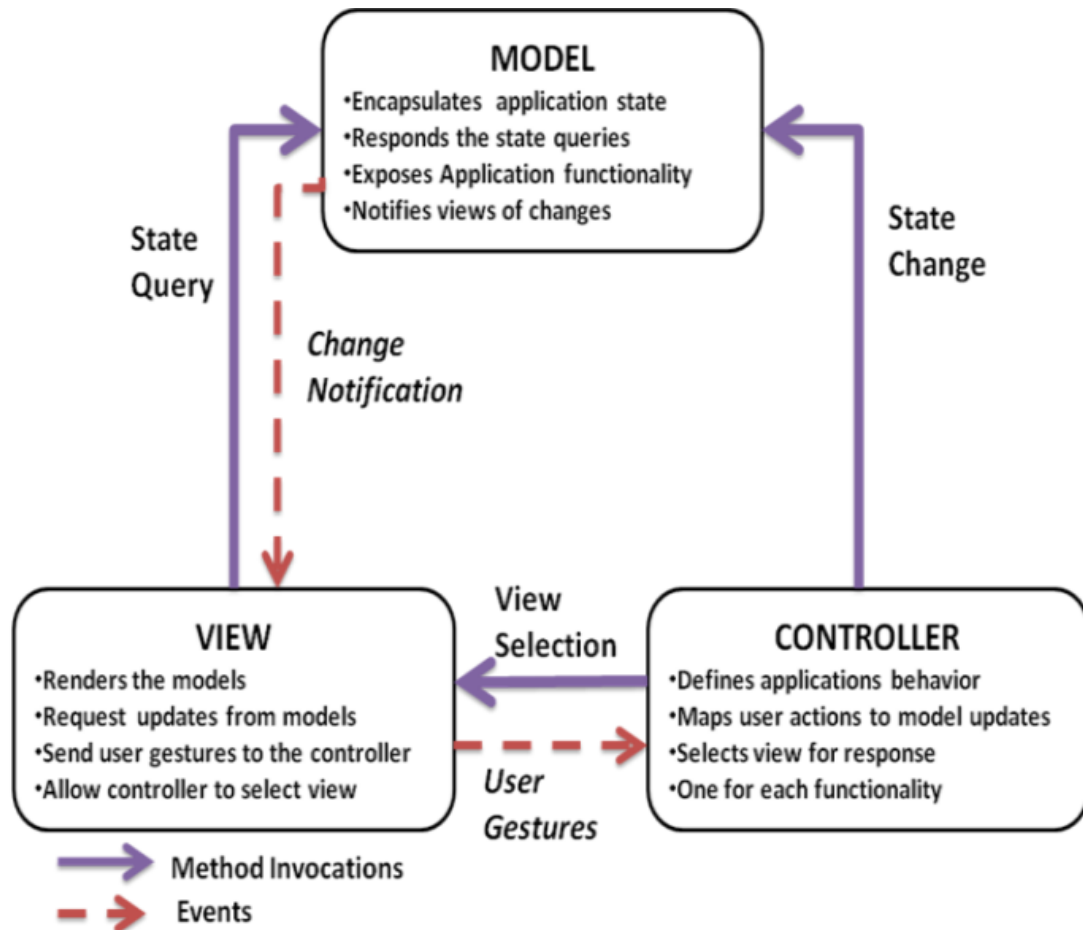 MODEL
•Encapsulates application state
•Responds the state queries
•Exposes Application functionality
•Notifies views of changes
State
Query
State
Change
Change
Notification
View
Selection
VIEW
•Renders the models
•Request updates from models
•Send user gestures to the controller
•Allow controller to select view
CONTROLLER
•Defines applications behavior
•Maps user actions to model updates
•Selects view for response
•One for each functionality
User
Gestures
Method Invocations
Events